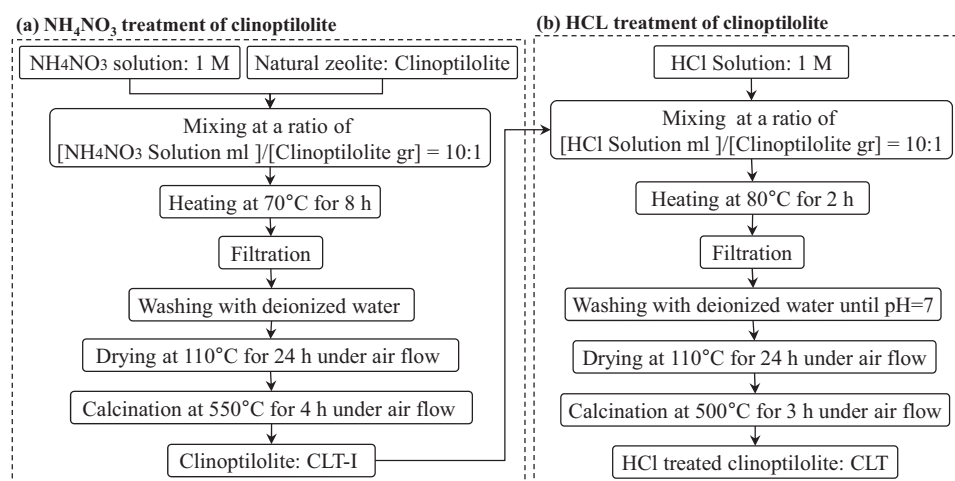 (a) NH4NO3 treatment of clinoptilolite
NH4NO3 solution: 1 M
Natural zeolite: Clinoptilolite
Mixing at a ratio of
[NH4NO3 Solution ml ]/[Clinoptilolite gr] = 10:1
Heating at 70°C for 8 h
Filtration
Washing with deionized water
Drying at 110°C for 24 h under air flow
Calcination at 550°C for 4 h under air flow
Clinoptilolite: CLT-I
(b) HCL treatment of clinoptilolite
HCl Solution: 1 M
Mixing at a ratio of
[HCl Solution ml ]/[Clinoptilolite gr] = 10:1
Heating at 80°C for 2 h
Filtration
Washing with deionized water until pH=7
Drying at 110°C for 24 h under air flow
Calcination at 500°C for 3 h under air flow
HCl treated clinoptilolite: CLT